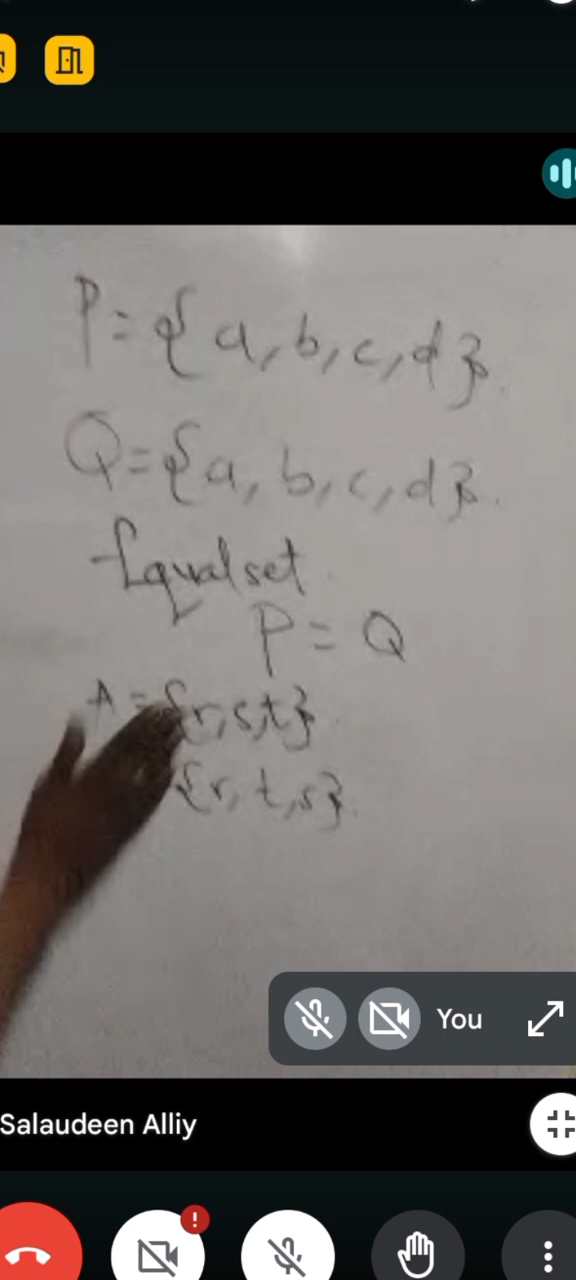 P = {a, b, c, d}.
Q = {a, b, c, d}.
Equal set.
P = Q
A = {r, s, t}
{r, t, s}.
You
Salaudeen Alliy
!